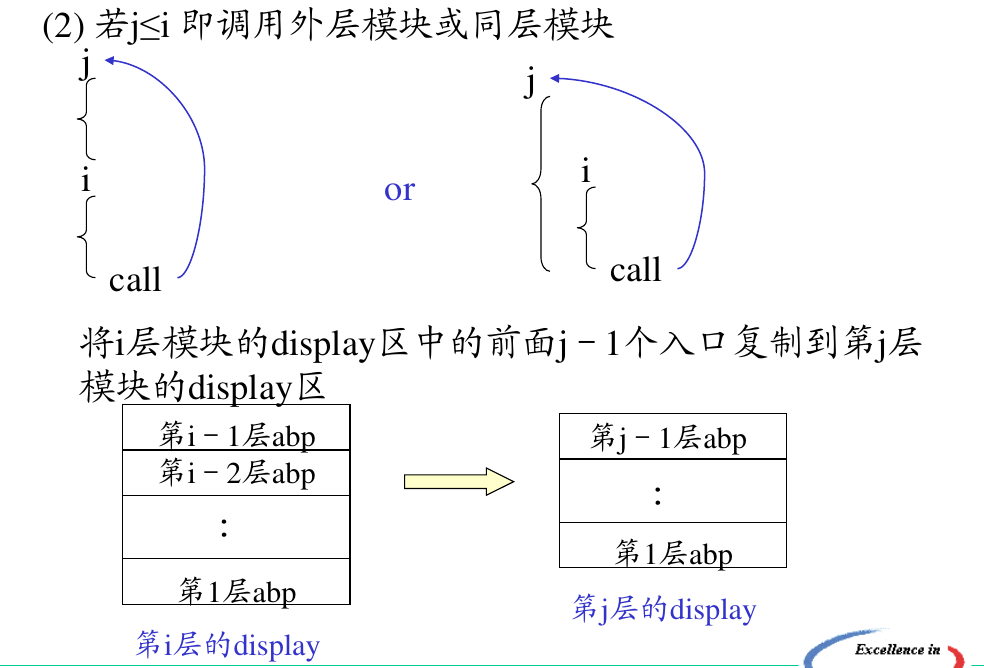 (2) 若j≤i 即调用外层模块或同层模块
j
i
call
or
j
i
call
将i层模块的display区中的前面j－1个入口复制到第j层
模块的display区
第i－1层abp
第i－2层abp
:
第1层abp
第i层的display
第j－1层abp
:
第1层abp
第j层的display
Excellence in